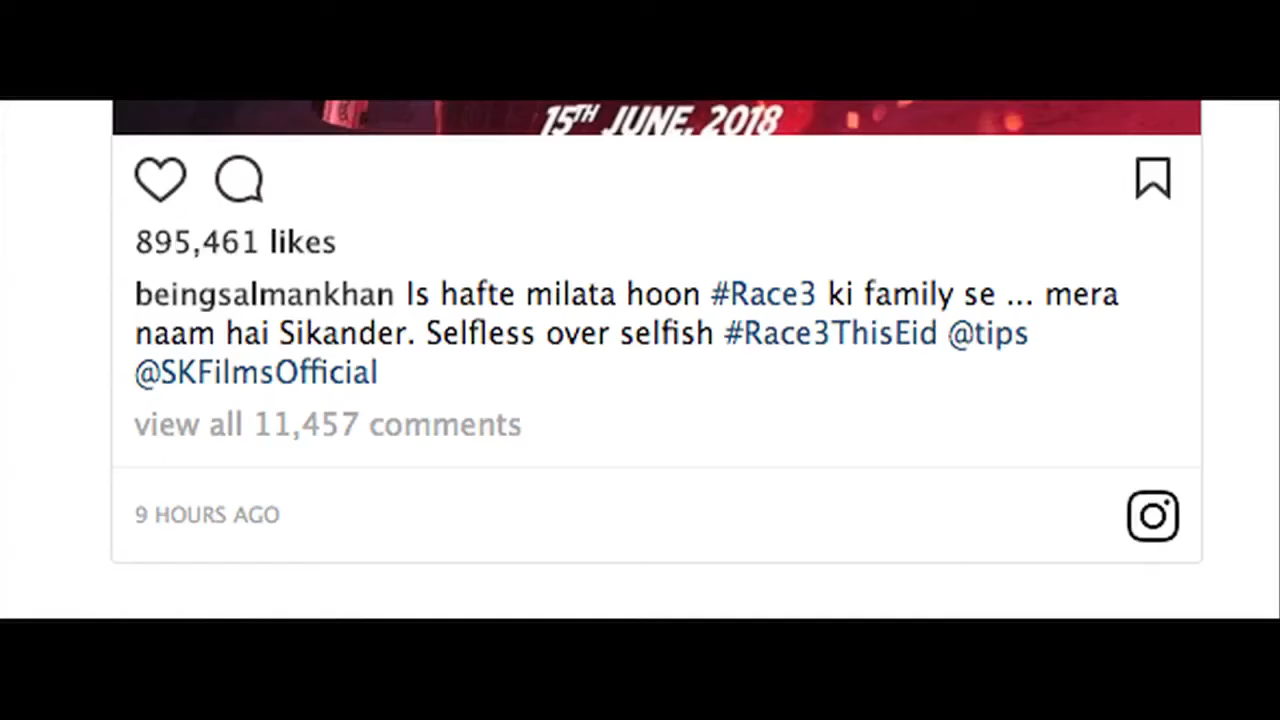 15TH JUNE, 2018
895,461 likes
beingsalmankhan Is hafte milata hoon #Race3 ki family se ... mera
naam hai Sikander. Selfless over selfish #Race3ThisEid @tips
@SKFilmsOfficial
view all 11,457 comments
9 HOURS AGO